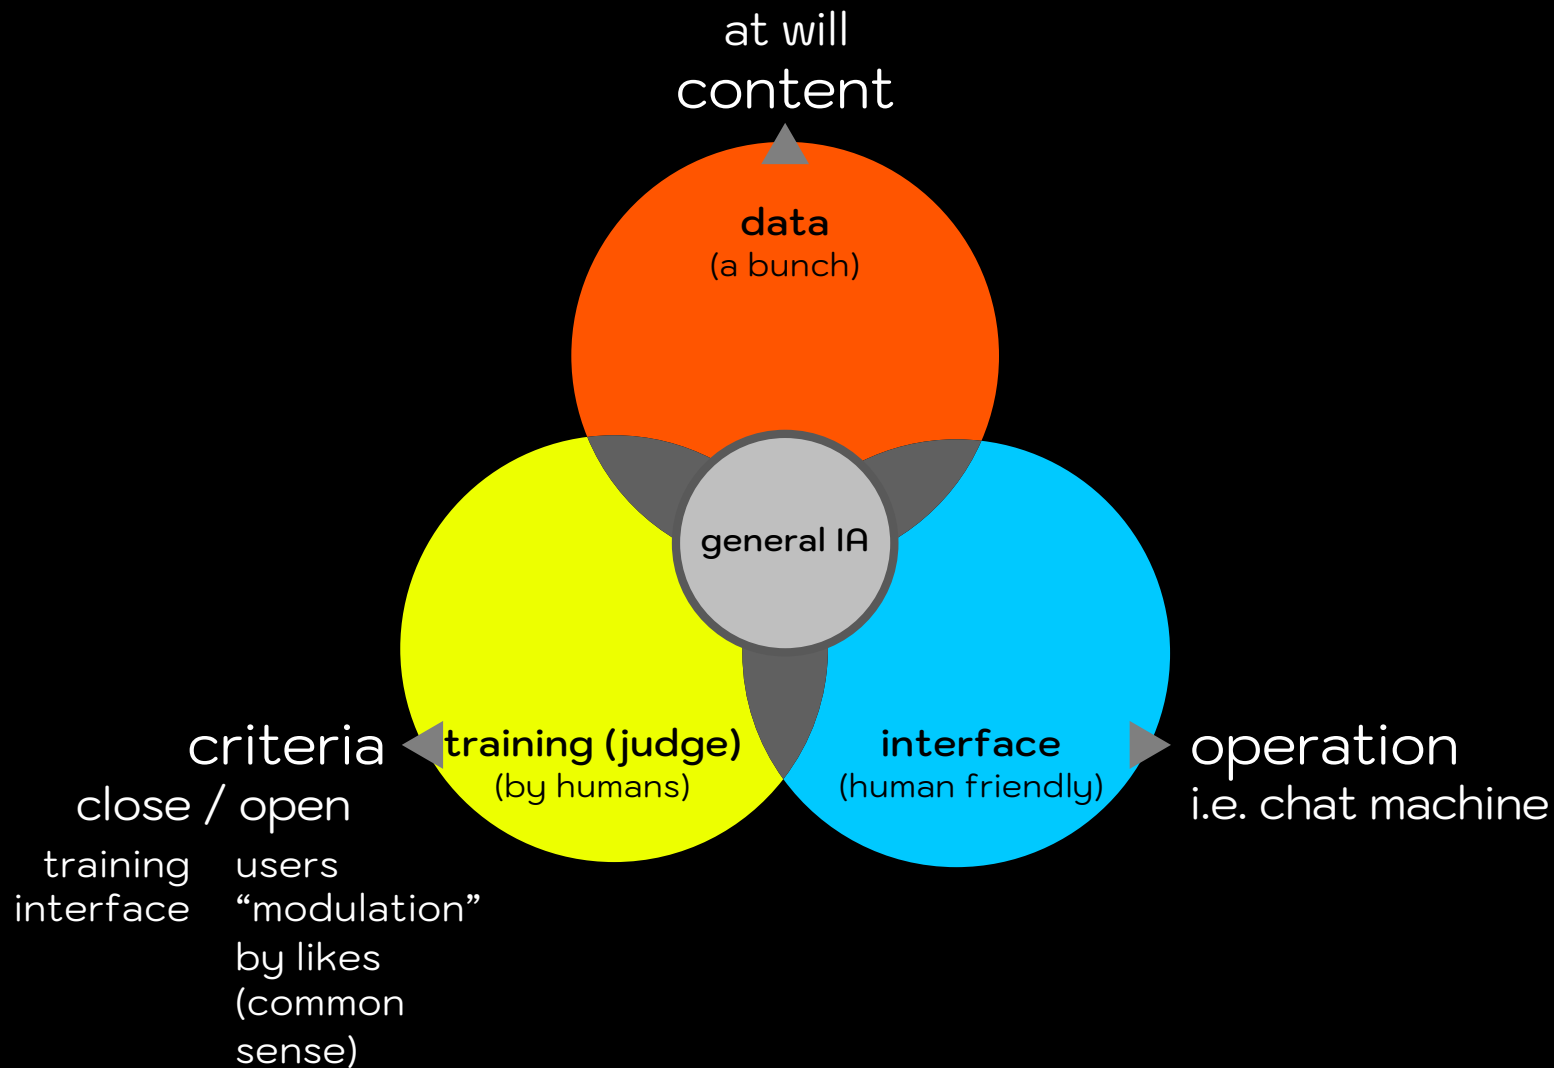 at will
content
data
(a bunch)
general IA
criteria
training (judge)
(by humans)
interface
(human friendly)
operation
i.e. chat machine
close / open
training
interface
users
“modulation”
by likes
(common
sense)